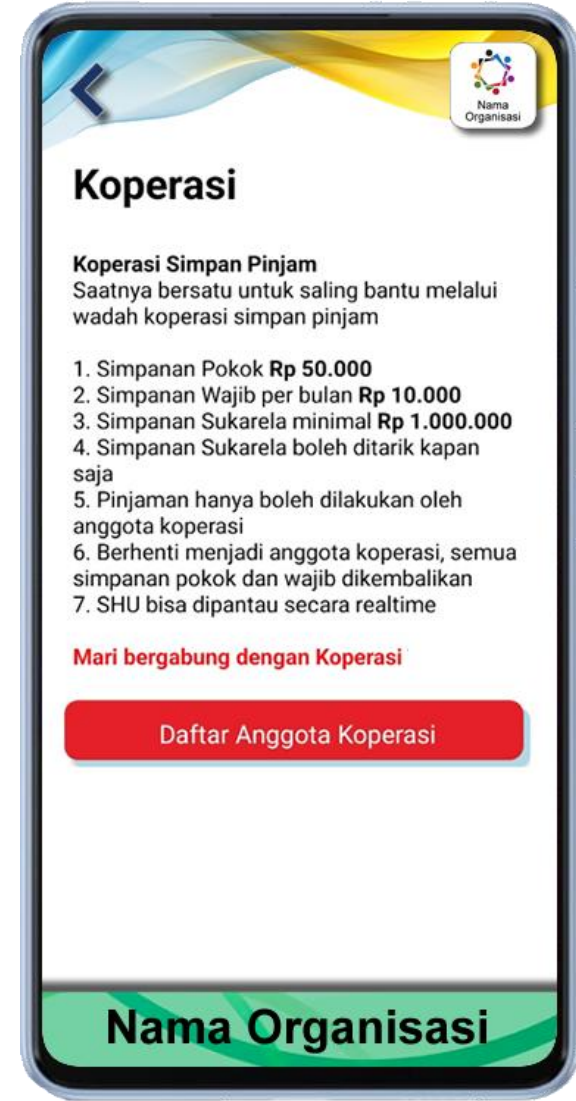 Nama
Organisasi
Koperasi
Koperasi Simpan Pinjam
Saatnya bersatu untuk saling bantu melalui
wadah koperasi simpan pinjam
1. Simpanan Pokok Rp 50.000
2. Simpanan Wajib per bulan Rp 10.000
3. Simpanan Sukarela minimal Rp 1.000.000
4. Simpanan Sukarela boleh ditarik kapan
saja
5. Pinjaman hanya boleh dilakukan oleh
anggota koperasi
6. Berhenti menjadi anggota koperasi, semua
simpanan pokok dan wajib dikembalikan
7. SHU bisa dipantau secara realtime
Mari bergabung dengan Koperasi
Daftar Anggota Koperasi
Nama Organisasi